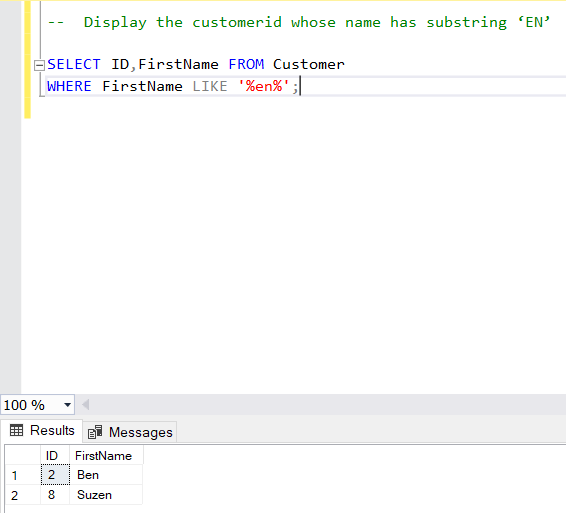 --  Display the customerid whose name has substring ‘EN’
SELECT ID,FirstName FROM Customer
WHERE FirstName LIKE '%en%';
100 %
Results Messages
ID FirstName
1 2 Ben
2 8 Suzen